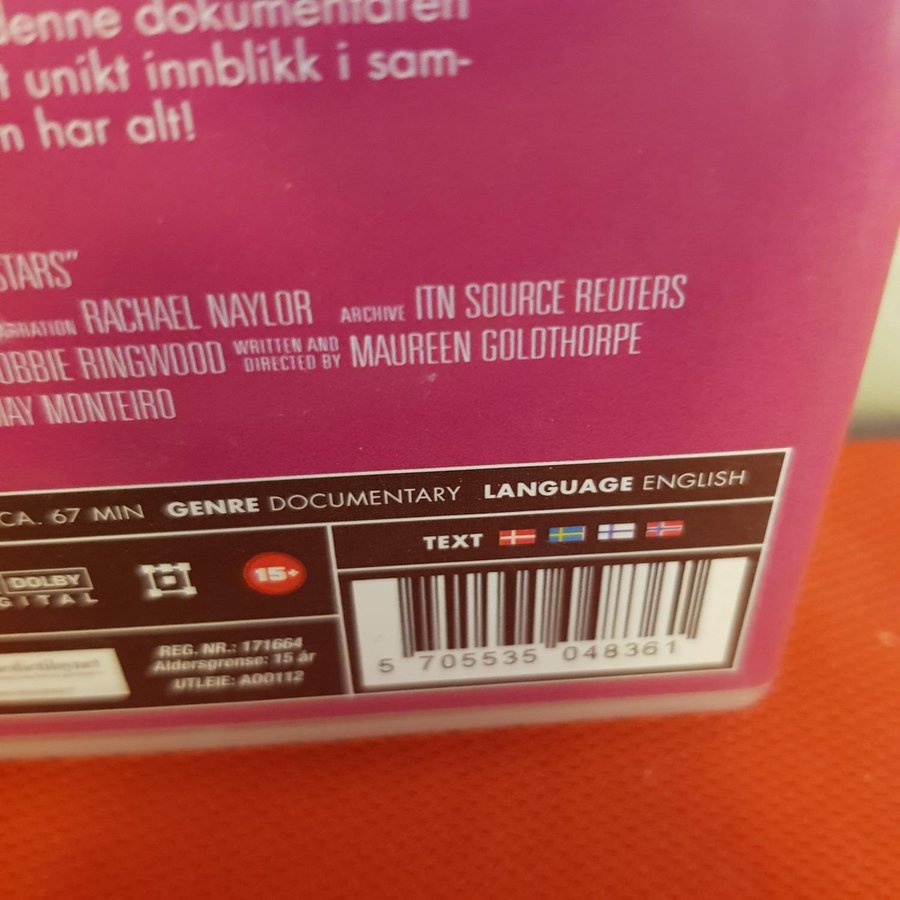 denne dokumentaren
t unikt innblikk i sam-
n har alt!
STARS"
NARRATION RACHAEL NAYLOR ARCHIVE ITN SOURCE REUTERS
OBBIE RINGWOOD WRITTEN AND DIRECTED BY MAUREEN GOLDTHORPE
MAY MONTEIRO
CA. 67 MIN GENRE DOCUMENTARY LANGUAGE ENGLISH
TEXT
DOLBY
DIGITAL
15+
REG. NR.: 171664
Aldersgrense: 15 år
UTLEIE: A00112
5 705535 048361